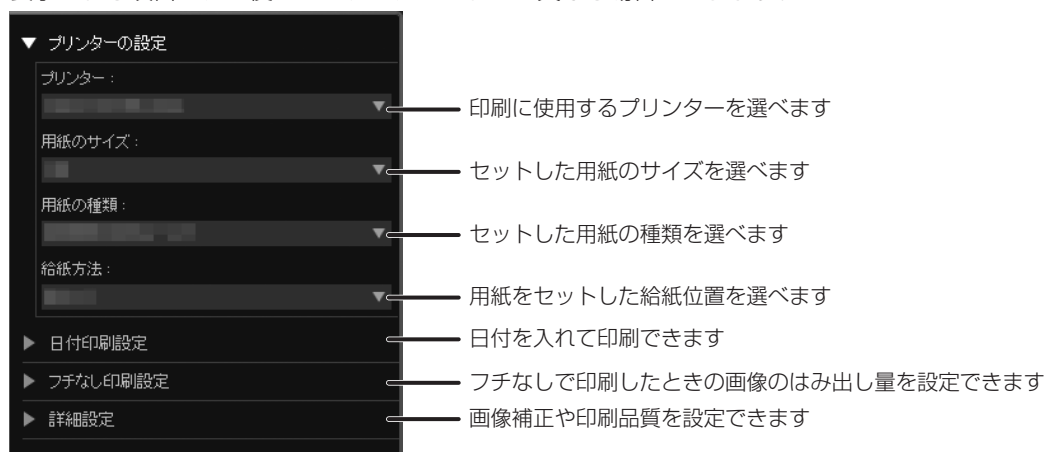 プリンターの設定
プリンター：
印刷に使用するプリンターを選べます
用紙のサイズ：
セットした用紙のサイズを選べます
用紙の種類：
セットした用紙の種類を選べます
給紙方法：
用紙をセットした給紙位置を選べます
日付印刷設定
日付を入れて印刷できます
フチなし印刷設定
フチなしで印刷したときの画像のはみ出し量を設定できます
詳細設定
画像補正や印刷品質を設定できます